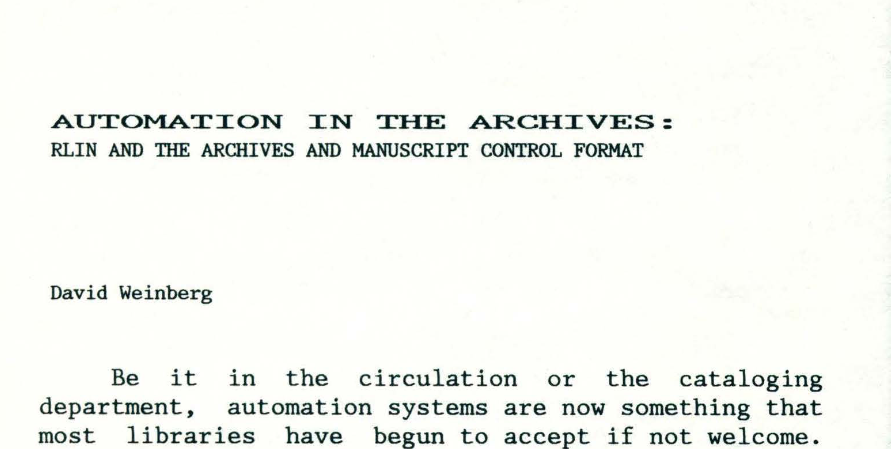 AUTOMATION IN THE ARCHIVES:
RLIN AND THE ARCHIVES AND MANUSCRIPT CONTROL FORMAT
David Weinberg
Be it in the circulation or the cataloging
department, automation systems are now something that
most libraries have begun to accept if not welcome.